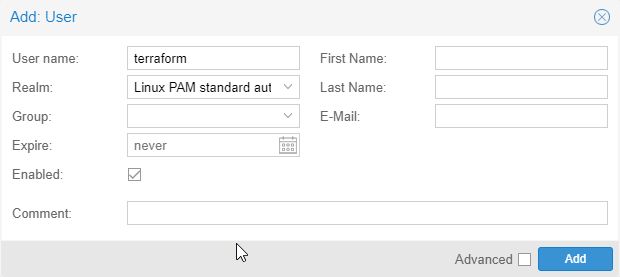 Add: User
User name: terraform First Name:
Realm: Linux PAM standard aut Last Name:
Group: E-Mail:
Expire: never
Enabled:
Comment:
Advanced Add